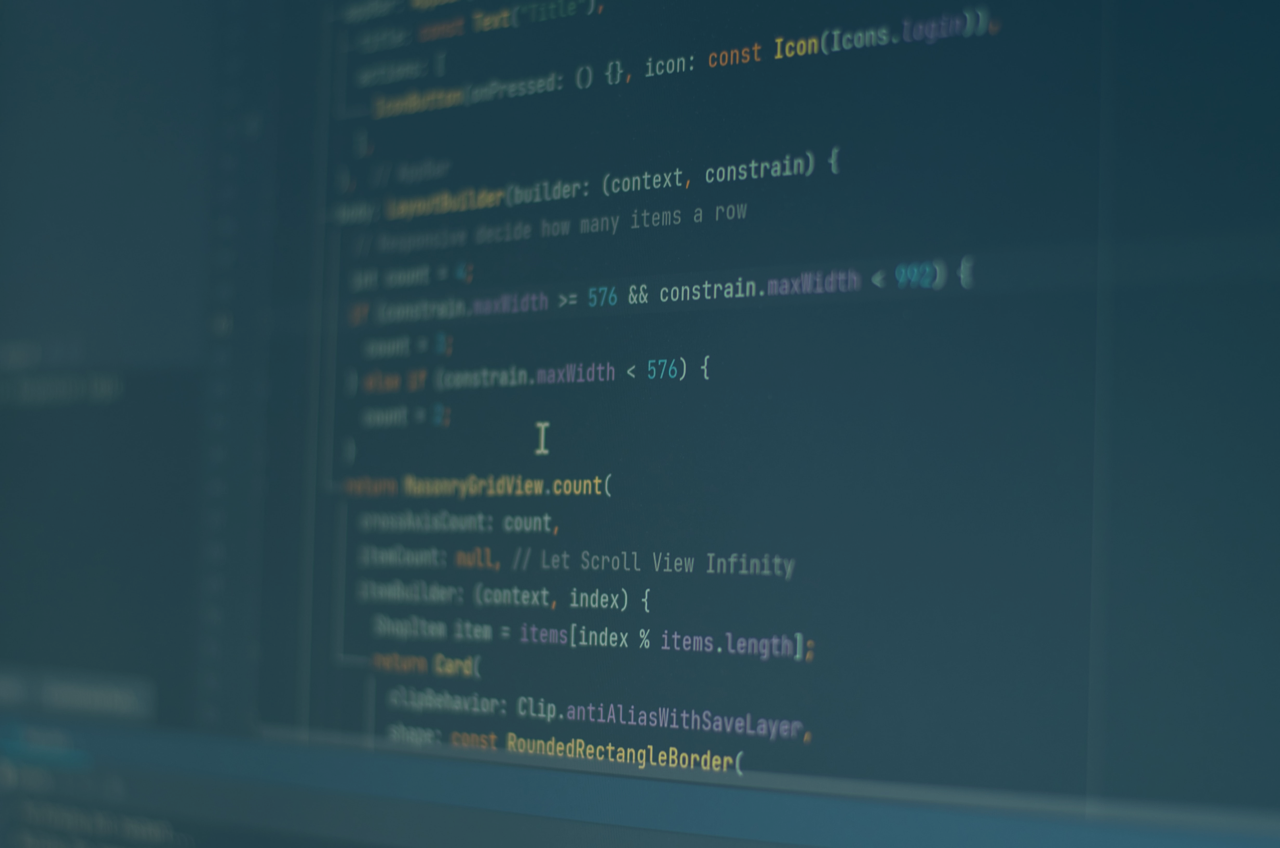 const Text("Title"),
actions: [
IconButton(onPressed: () {}, icon: const Icon(Icons.login)),
],
), // AppBar
body: LayoutBuilder(builder: (context, constrain) {
// Responsive decide how many items a row
int count = 4;
if (constrain.maxWidth >= 576 && constrain.maxWidth < 992) {
count = 3;
} else if (constrain.maxWidth < 576) {
count = 2;
}
return MasonryGridView.count(
crossAxisCount: count,
itemCount: null, // Let Scroll View Infinity
itemBuilder: (context, index) {
ShopItem item = items[index % items.length];
return Card(
clipBehavior: Clip.antiAliasWithSaveLayer,
shape: const RoundedRectangleBorder(